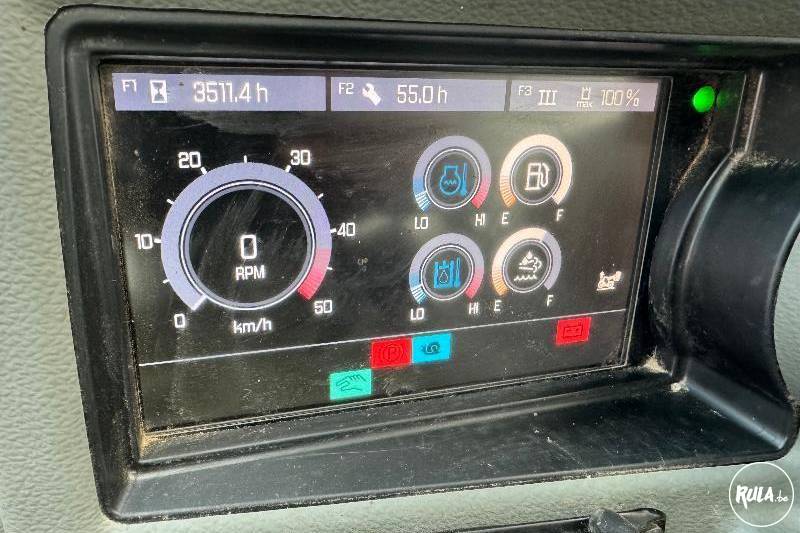 F1 3511.4 h F2 55.0 h F3 III max 100%
20 30
10 40
0 RPM
0 50
km/h
LO HI E F
LO HI E F
P
RULA.be